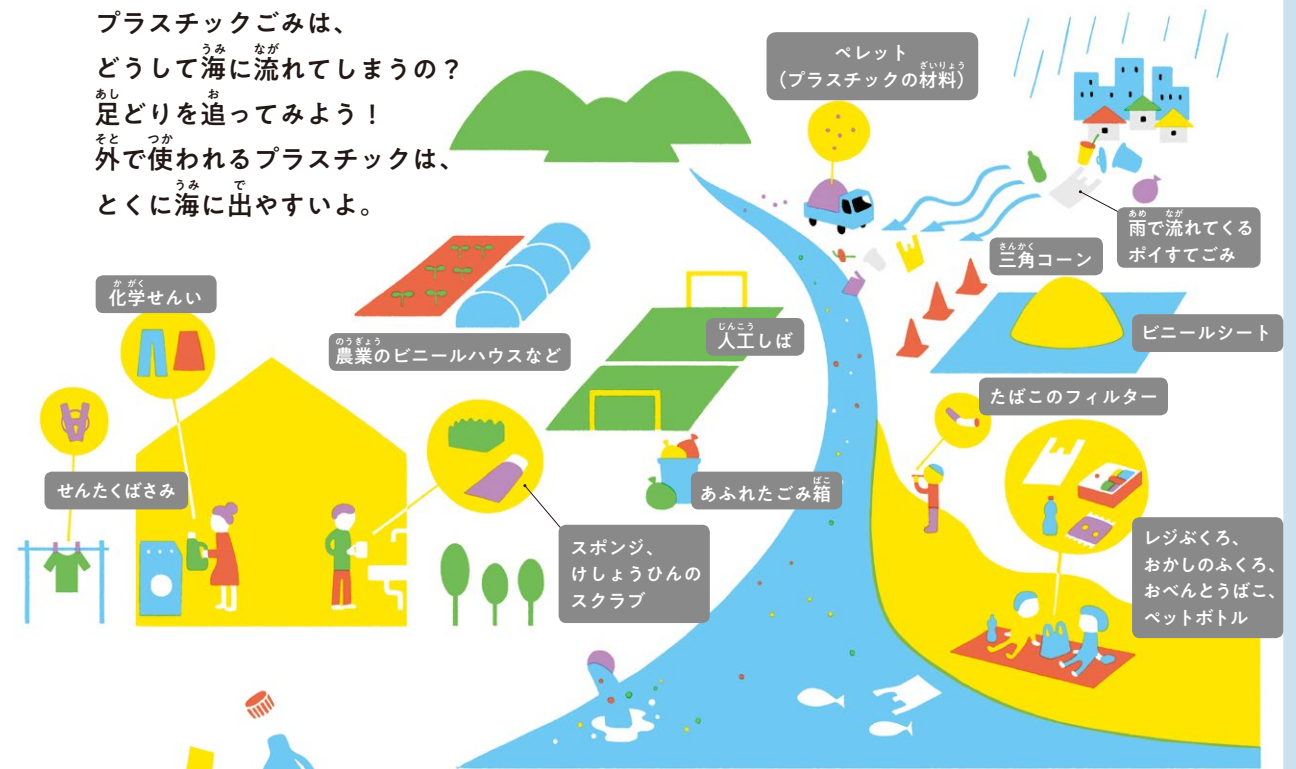 プラスチックごみは、
どうして海に流れてしまうの？
足どりを追ってみよう！
外で使われるプラスチックは、
とくに海に出やすいよ。
ペレット
（プラスチックの材料）
雨で流れてくる
ポイすてごみ
三角コーン
ビニールシート
化学せんい
農業のビニールハウスなど
人工しば
たばこのフィルター
せんたくばさみ
あふれたごみ箱
スポンジ、
けしょうひんの
スクラブ
レジぶくろ、
おかしのふくろ、
おべんとうばこ、
ペットボトル